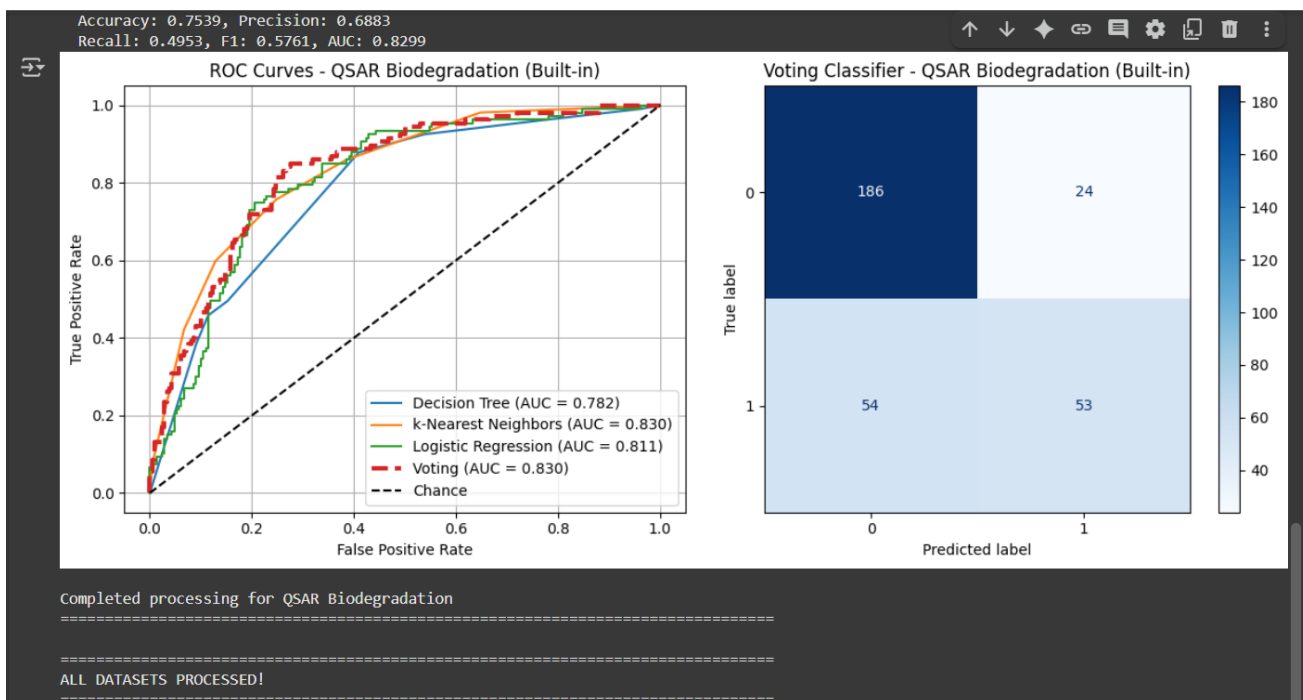 Accuracy: 0.7539, Precision: 0.6883
Recall: 0.4953, F1: 0.5761, AUC: 0.8299
ROC Curves - QSAR Biodegradation (Built-in)
1.0
0.8
0.6
0.4
0.2
0.0
True Positive Rate
0.0 0.2 0.4 0.6 0.8 1.0
False Positive Rate
Decision Tree (AUC = 0.782)
k-Nearest Neighbors (AUC = 0.830)
Logistic Regression (AUC = 0.811)
Voting (AUC = 0.830)
Chance
Voting Classifier - QSAR Biodegradation (Built-in)
0
1
True label
186 24
54 53
0 1
Predicted label
180
160
140
120
100
80
60
40
Completed processing for QSAR Biodegradation
================================================================================
================================================================================
ALL DATASETS PROCESSED!
================================================================================